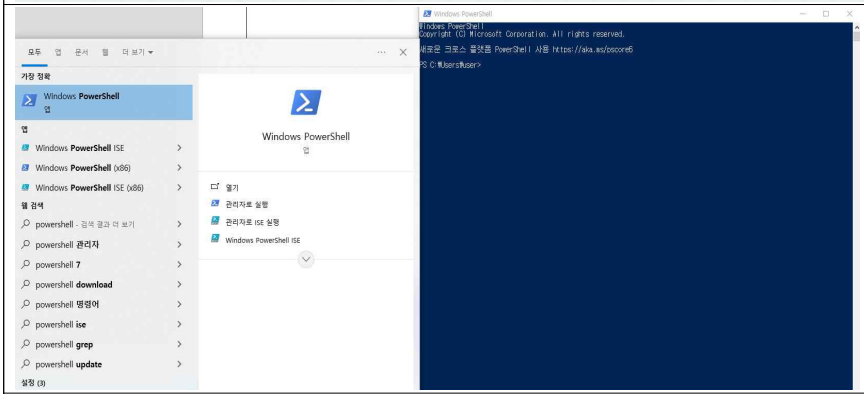 모두 앱 문서 웹 더 보기
가장 정확
Windows PowerShell
앱
앱
Windows PowerShell ISE
Windows PowerShell (x86)
Windows PowerShell ISE (x86)
웹 검색
powershell - 검색 결과 더 보기
powershell 관리자
powershell 7
powershell download
powershell 명령어
powershell ise
powershell grep
powershell update
설정 (3)
Windows PowerShell
앱
열기
관리자로 실행
관리자로 ISE 실행
Windows PowerShell ISE
Windows PowerShell
Windows PowerShell
Copyright (C) Microsoft Corporation. All rights reserved.
새로운 크로스 플랫폼 PowerShell 사용 https://aka.ms/pscore6
PS C:₩Users₩user>